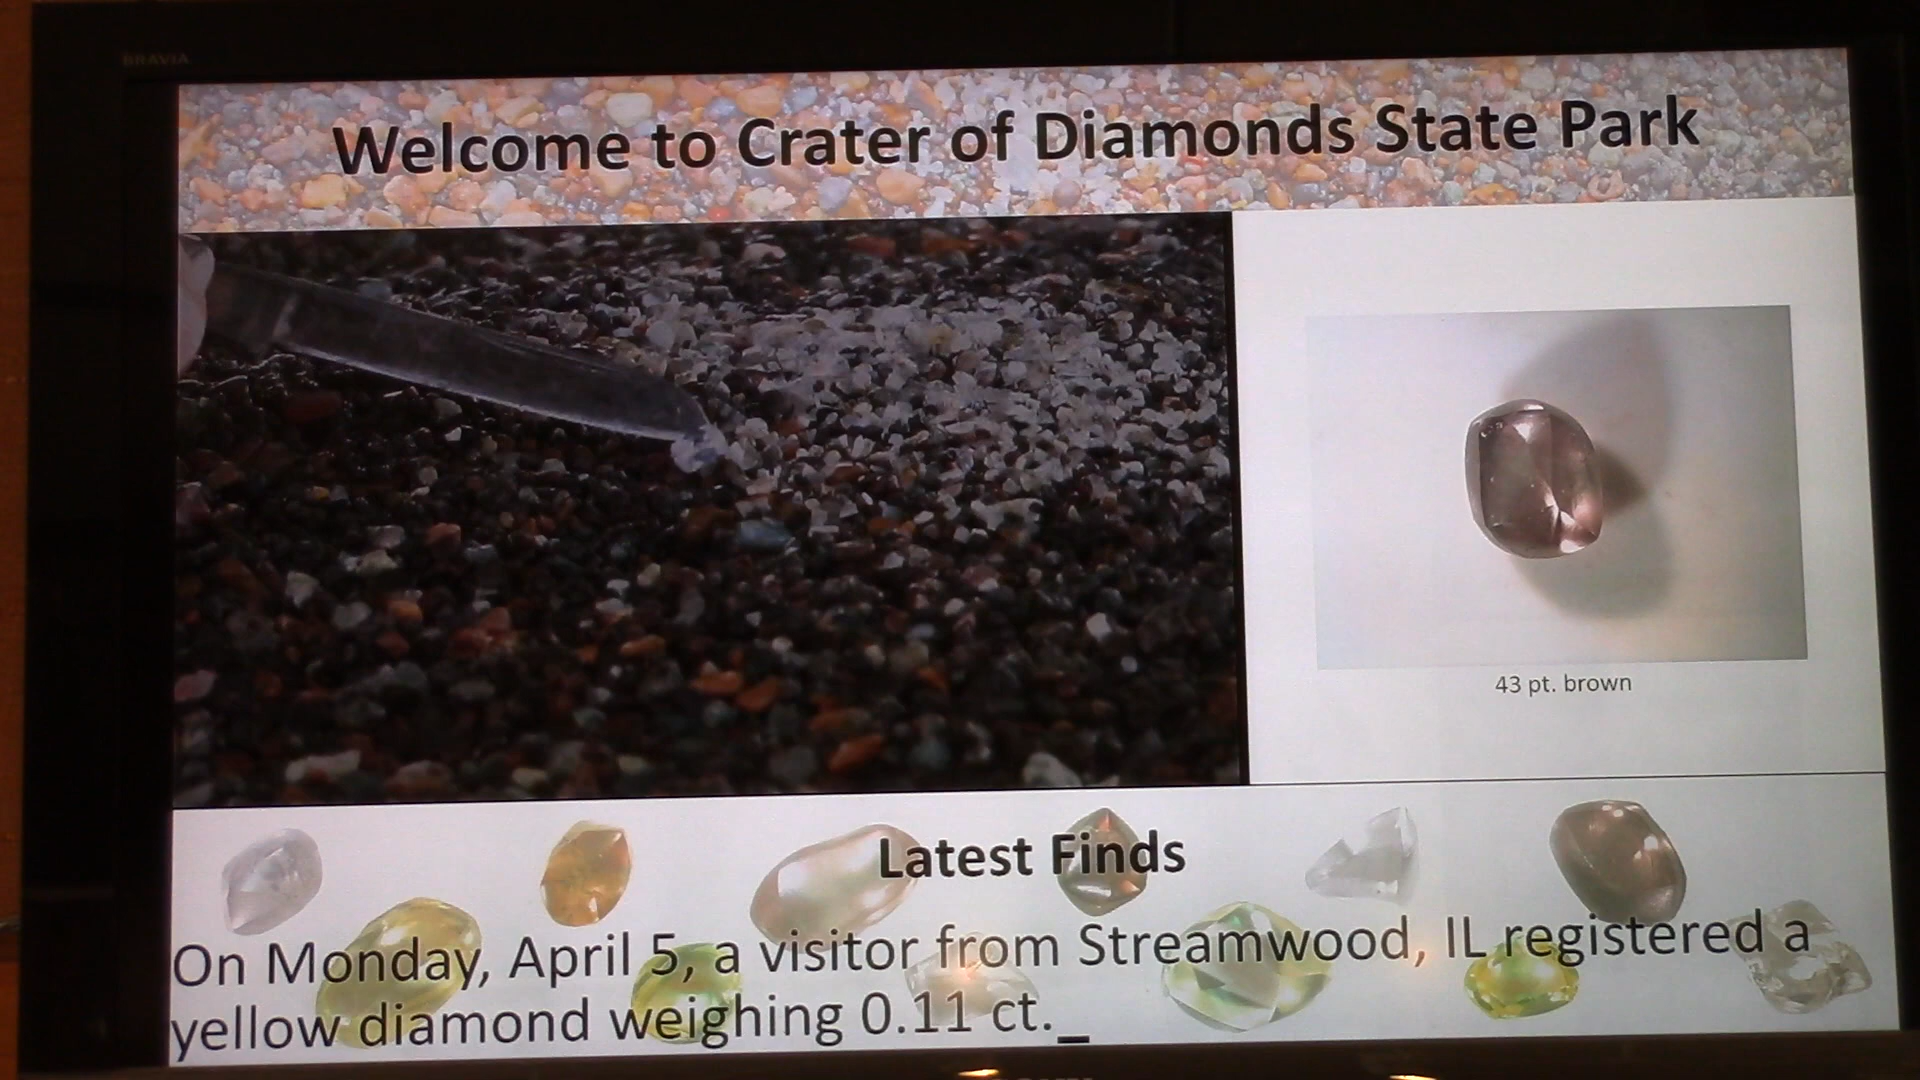 BRAVIA
Welcome to Crater of Diamonds State Park
43 pt. brown
Latest Finds
On Monday, April 5, a visitor from Streamwood, IL registered a
yellow diamond weighing 0.11 ct._